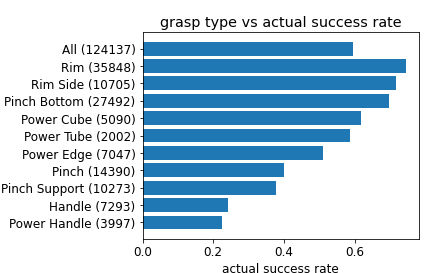 grasp type vs actual success rate
All (124137)
Rim (35848)
Rim Side (10705)
Pinch Bottom (27492)
Power Cube (5090)
Power Tube (2002)
Power Edge (7047)
Pinch (14390)
Pinch Support (10273)
Handle (7293)
Power Handle (3997)
0.0 0.2 0.4 0.6
actual success rate